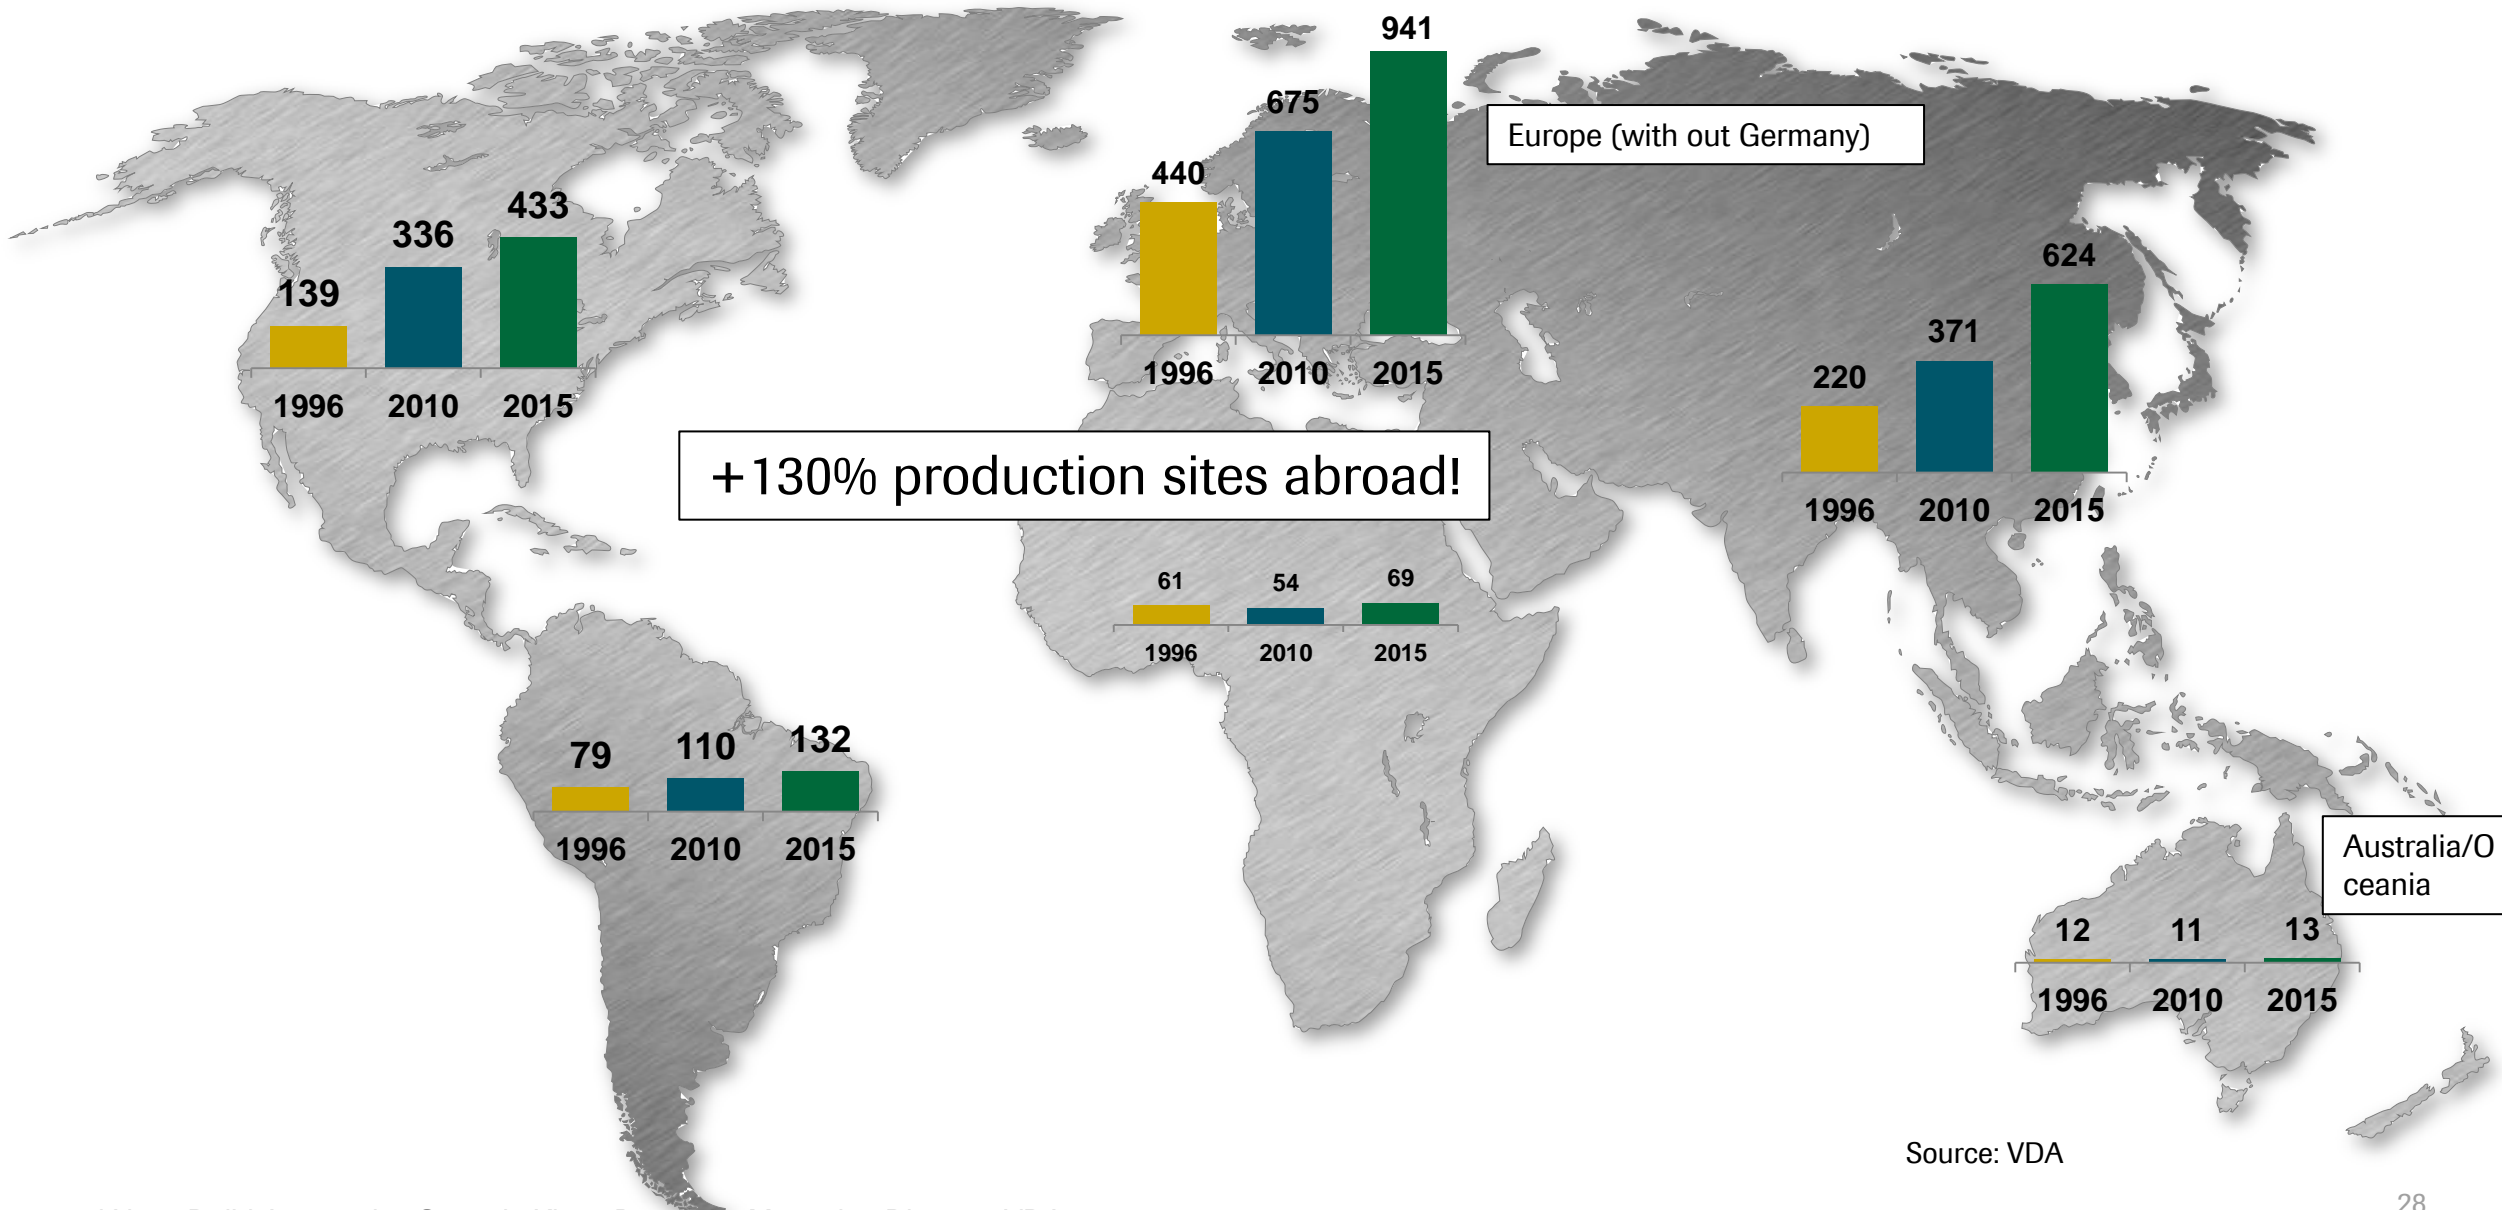 941
675
440
Europe (with out Germany)
1996 2010 2015
433
336
139
1996 2010 2015
624
371
220
1996 2010 2015
+130% production sites abroad!
61 54 69
1996 2010 2015
79 110 132
1996 2010 2015
Australia/O
ceania
12 11 13
1996 2010 2015
Source: VDA
28